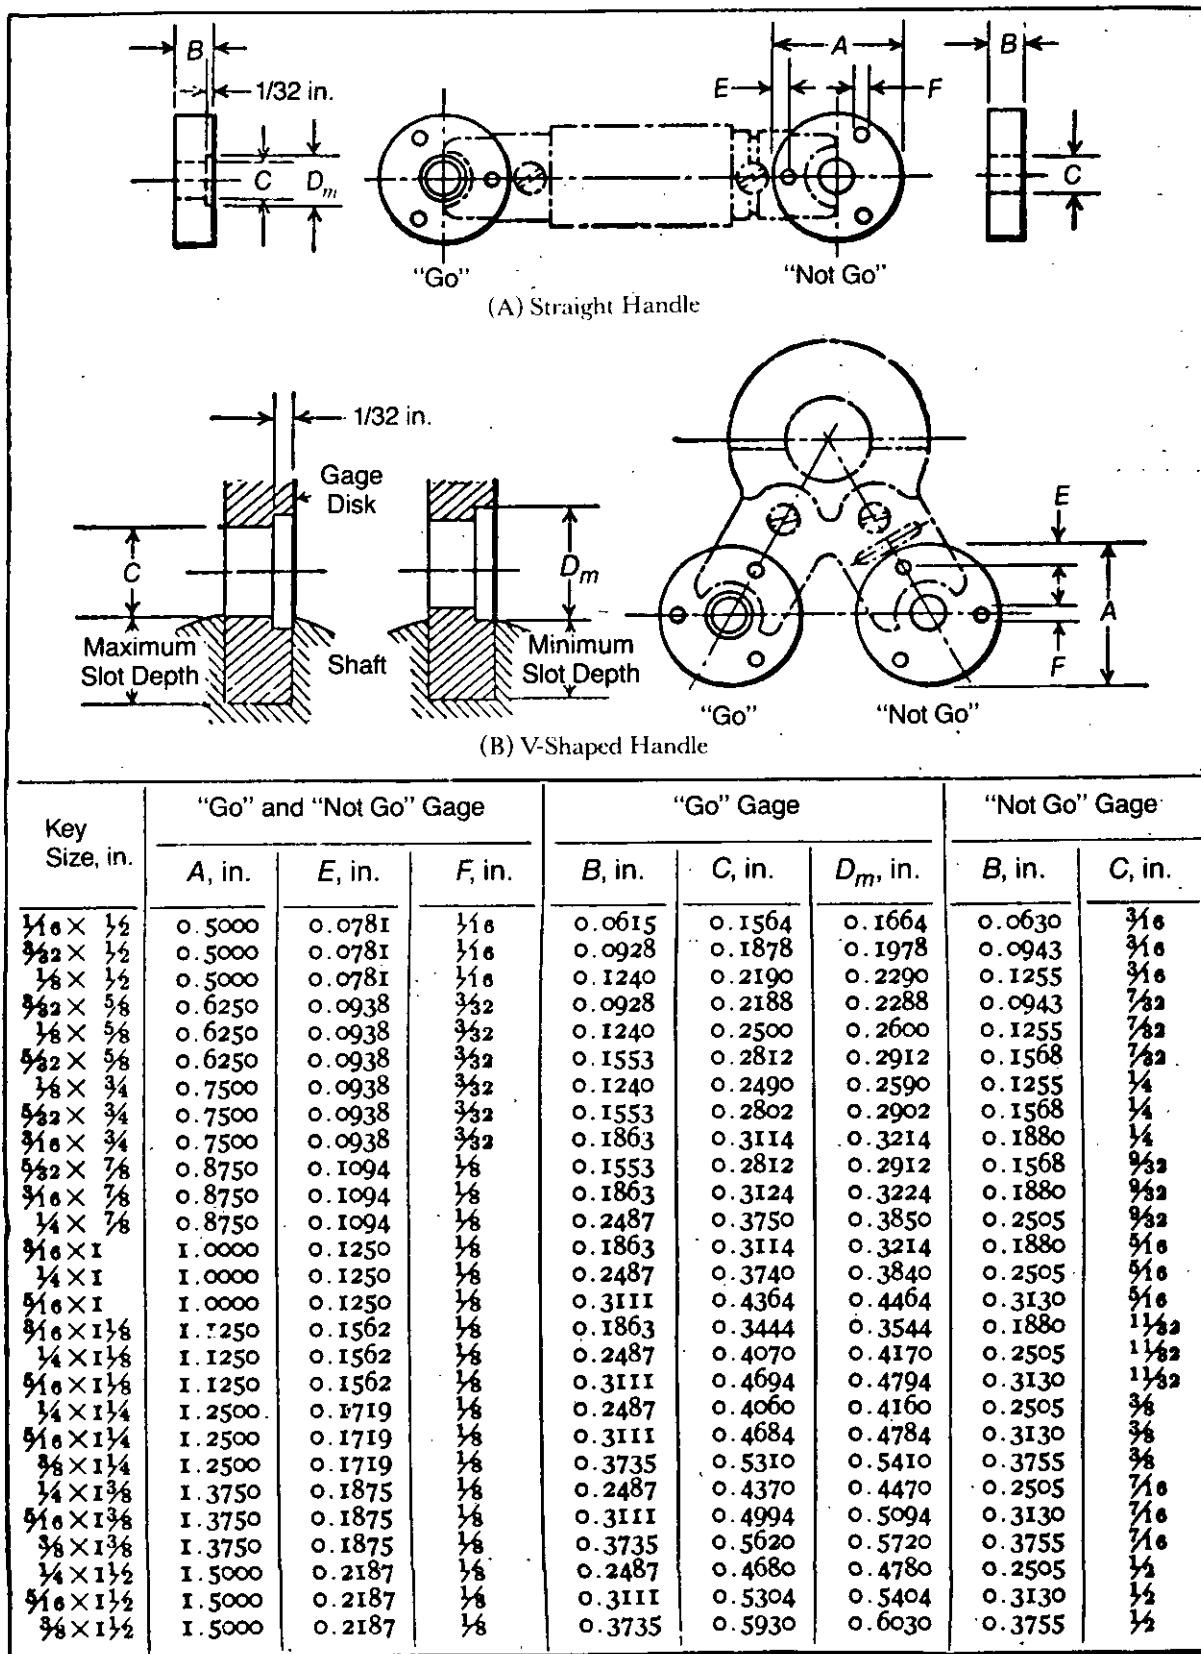 B
1/32 in.
C
D_m
A
E
F
B
C
"Go"
"Not Go"
(A) Straight Handle
1/32 in.
Gage
Disk
C
D_m
E
A
F
Maximum
Slot Depth
Shaft
Minimum
Slot Depth
"Go"
"Not Go"
(B) V-Shaped Handle
Key Size, in. | "Go" and "Not Go" Gage | "Go" Gage | "Not Go" Gage
A, in. | E, in. | F, in. | B, in. | C, in. | D_m, in. | B, in. | C, in.
1/16 × 1/2 | 0.5000 | 0.0781 | 1/16 | 0.0615 | 0.1564 | 0.1664 | 0.0630 | 3/16
3/32 × 1/2 | 0.5000 | 0.0781 | 1/16 | 0.0928 | 0.1878 | 0.1978 | 0.0943 | 3/16
1/8 × 1/2 | 0.5000 | 0.0781 | 1/16 | 0.1240 | 0.2190 | 0.2290 | 0.1255 | 3/16
3/32 × 5/8 | 0.6250 | 0.0938 | 3/32 | 0.0928 | 0.2188 | 0.2288 | 0.0943 | 7/32
1/8 × 5/8 | 0.6250 | 0.0938 | 3/32 | 0.1240 | 0.2500 | 0.2600 | 0.1255 | 7/32
5/32 × 5/8 | 0.6250 | 0.0938 | 3/32 | 0.1553 | 0.2812 | 0.2912 | 0.1568 | 7/32
1/8 × 3/4 | 0.7500 | 0.0938 | 3/32 | 0.1240 | 0.2490 | 0.2590 | 0.1255 | 1/4
5/32 × 3/4 | 0.7500 | 0.0938 | 3/32 | 0.1553 | 0.2802 | 0.2902 | 0.1568 | 1/4
3/16 × 3/4 | 0.7500 | 0.0938 | 3/32 | 0.1863 | 0.3114 | 0.3214 | 0.1880 | 1/4
5/32 × 7/8 | 0.8750 | 0.1094 | 1/8 | 0.1553 | 0.2812 | 0.2912 | 0.1568 | 9/32
3/16 × 7/8 | 0.8750 | 0.1094 | 1/8 | 0.1863 | 0.3124 | 0.3224 | 0.1880 | 9/32
1/4 × 7/8 | 0.8750 | 0.1094 | 1/8 | 0.2487 | 0.3750 | 0.3850 | 0.2505 | 9/32
3/16 × 1 | 1.0000 | 0.1250 | 1/8 | 0.1863 | 0.3114 | 0.3214 | 0.1880 | 5/16
1/4 × 1 | 1.0000 | 0.1250 | 1/8 | 0.2487 | 0.3740 | 0.3840 | 0.2505 | 5/16
5/16 × 1 | 1.0000 | 0.1250 | 1/8 | 0.3111 | 0.4364 | 0.4464 | 0.3130 | 5/16
3/16 × 1 1/8 | 1.1250 | 0.1562 | 1/8 | 0.1863 | 0.3444 | 0.3544 | 0.1880 | 11/32
1/4 × 1 1/8 | 1.1250 | 0.1562 | 1/8 | 0.2487 | 0.4070 | 0.4170 | 0.2505 | 11/32
5/16 × 1 1/8 | 1.1250 | 0.1562 | 1/8 | 0.3111 | 0.4694 | 0.4794 | 0.3130 | 11/32
1/4 × 1 1/4 | 1.2500 | 0.1719 | 1/8 | 0.2487 | 0.4060 | 0.4160 | 0.2505 | 3/8
5/16 × 1 1/4 | 1.2500 | 0.1719 | 1/8 | 0.3111 | 0.4684 | 0.4784 | 0.3130 | 3/8
3/8 × 1 1/4 | 1.2500 | 0.1719 | 1/8 | 0.3735 | 0.5310 | 0.5410 | 0.3755 | 3/8
1/4 × 1 3/8 | 1.3750 | 0.1875 | 1/8 | 0.2487 | 0.4370 | 0.4470 | 0.2505 | 7/16
5/16 × 1 3/8 | 1.3750 | 0.1875 | 1/8 | 0.3111 | 0.4994 | 0.5094 | 0.3130 | 7/16
3/8 × 1 3/8 | 1.3750 | 0.1875 | 1/8 | 0.3735 | 0.5620 | 0.5720 | 0.3755 | 7/16
1/4 × 1 1/2 | 1.5000 | 0.2187 | 1/8 | 0.2487 | 0.4680 | 0.4780 | 0.2505 | 1/2
5/16 × 1 1/2 | 1.5000 | 0.2187 | 1/8 | 0.3111 | 0.5304 | 0.5404 | 0.3130 | 1/2
3/8 × 1 1/2 | 1.5000 | 0.2187 | 1/8 | 0.3735 | 0.5930 | 0.6030 | 0.3755 | 1/2